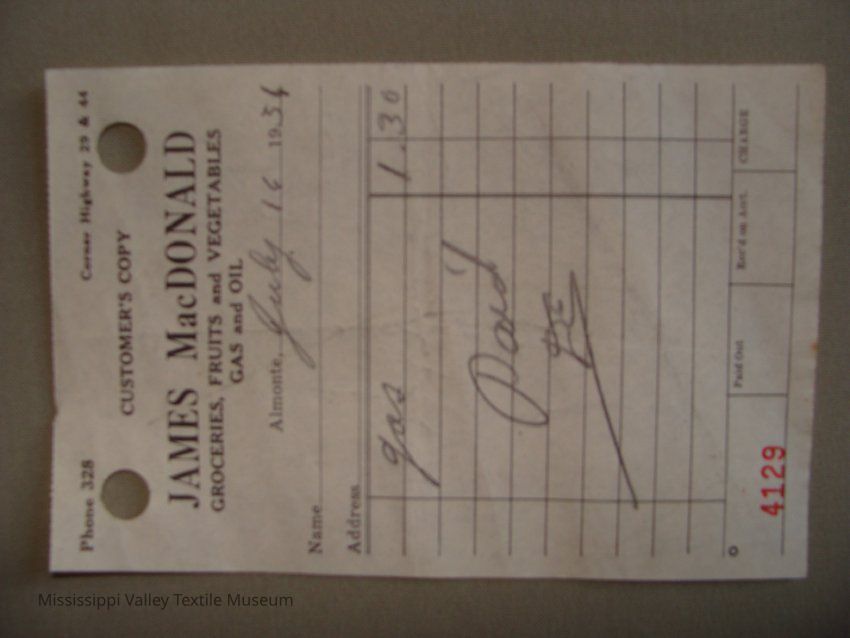 Phone 328 Corner Highway 29 & 44
CUSTOMER'S COPY
JAMES MacDONALD
GROCERIES, FRUITS and VEGETABLES
GAS and OIL
Almonte, July 16 1954
Name
Address
gas 1.30
Paid
Paid Out Rec'd on Acct. CHARGE
4129
Mississippi Valley Textile Museum